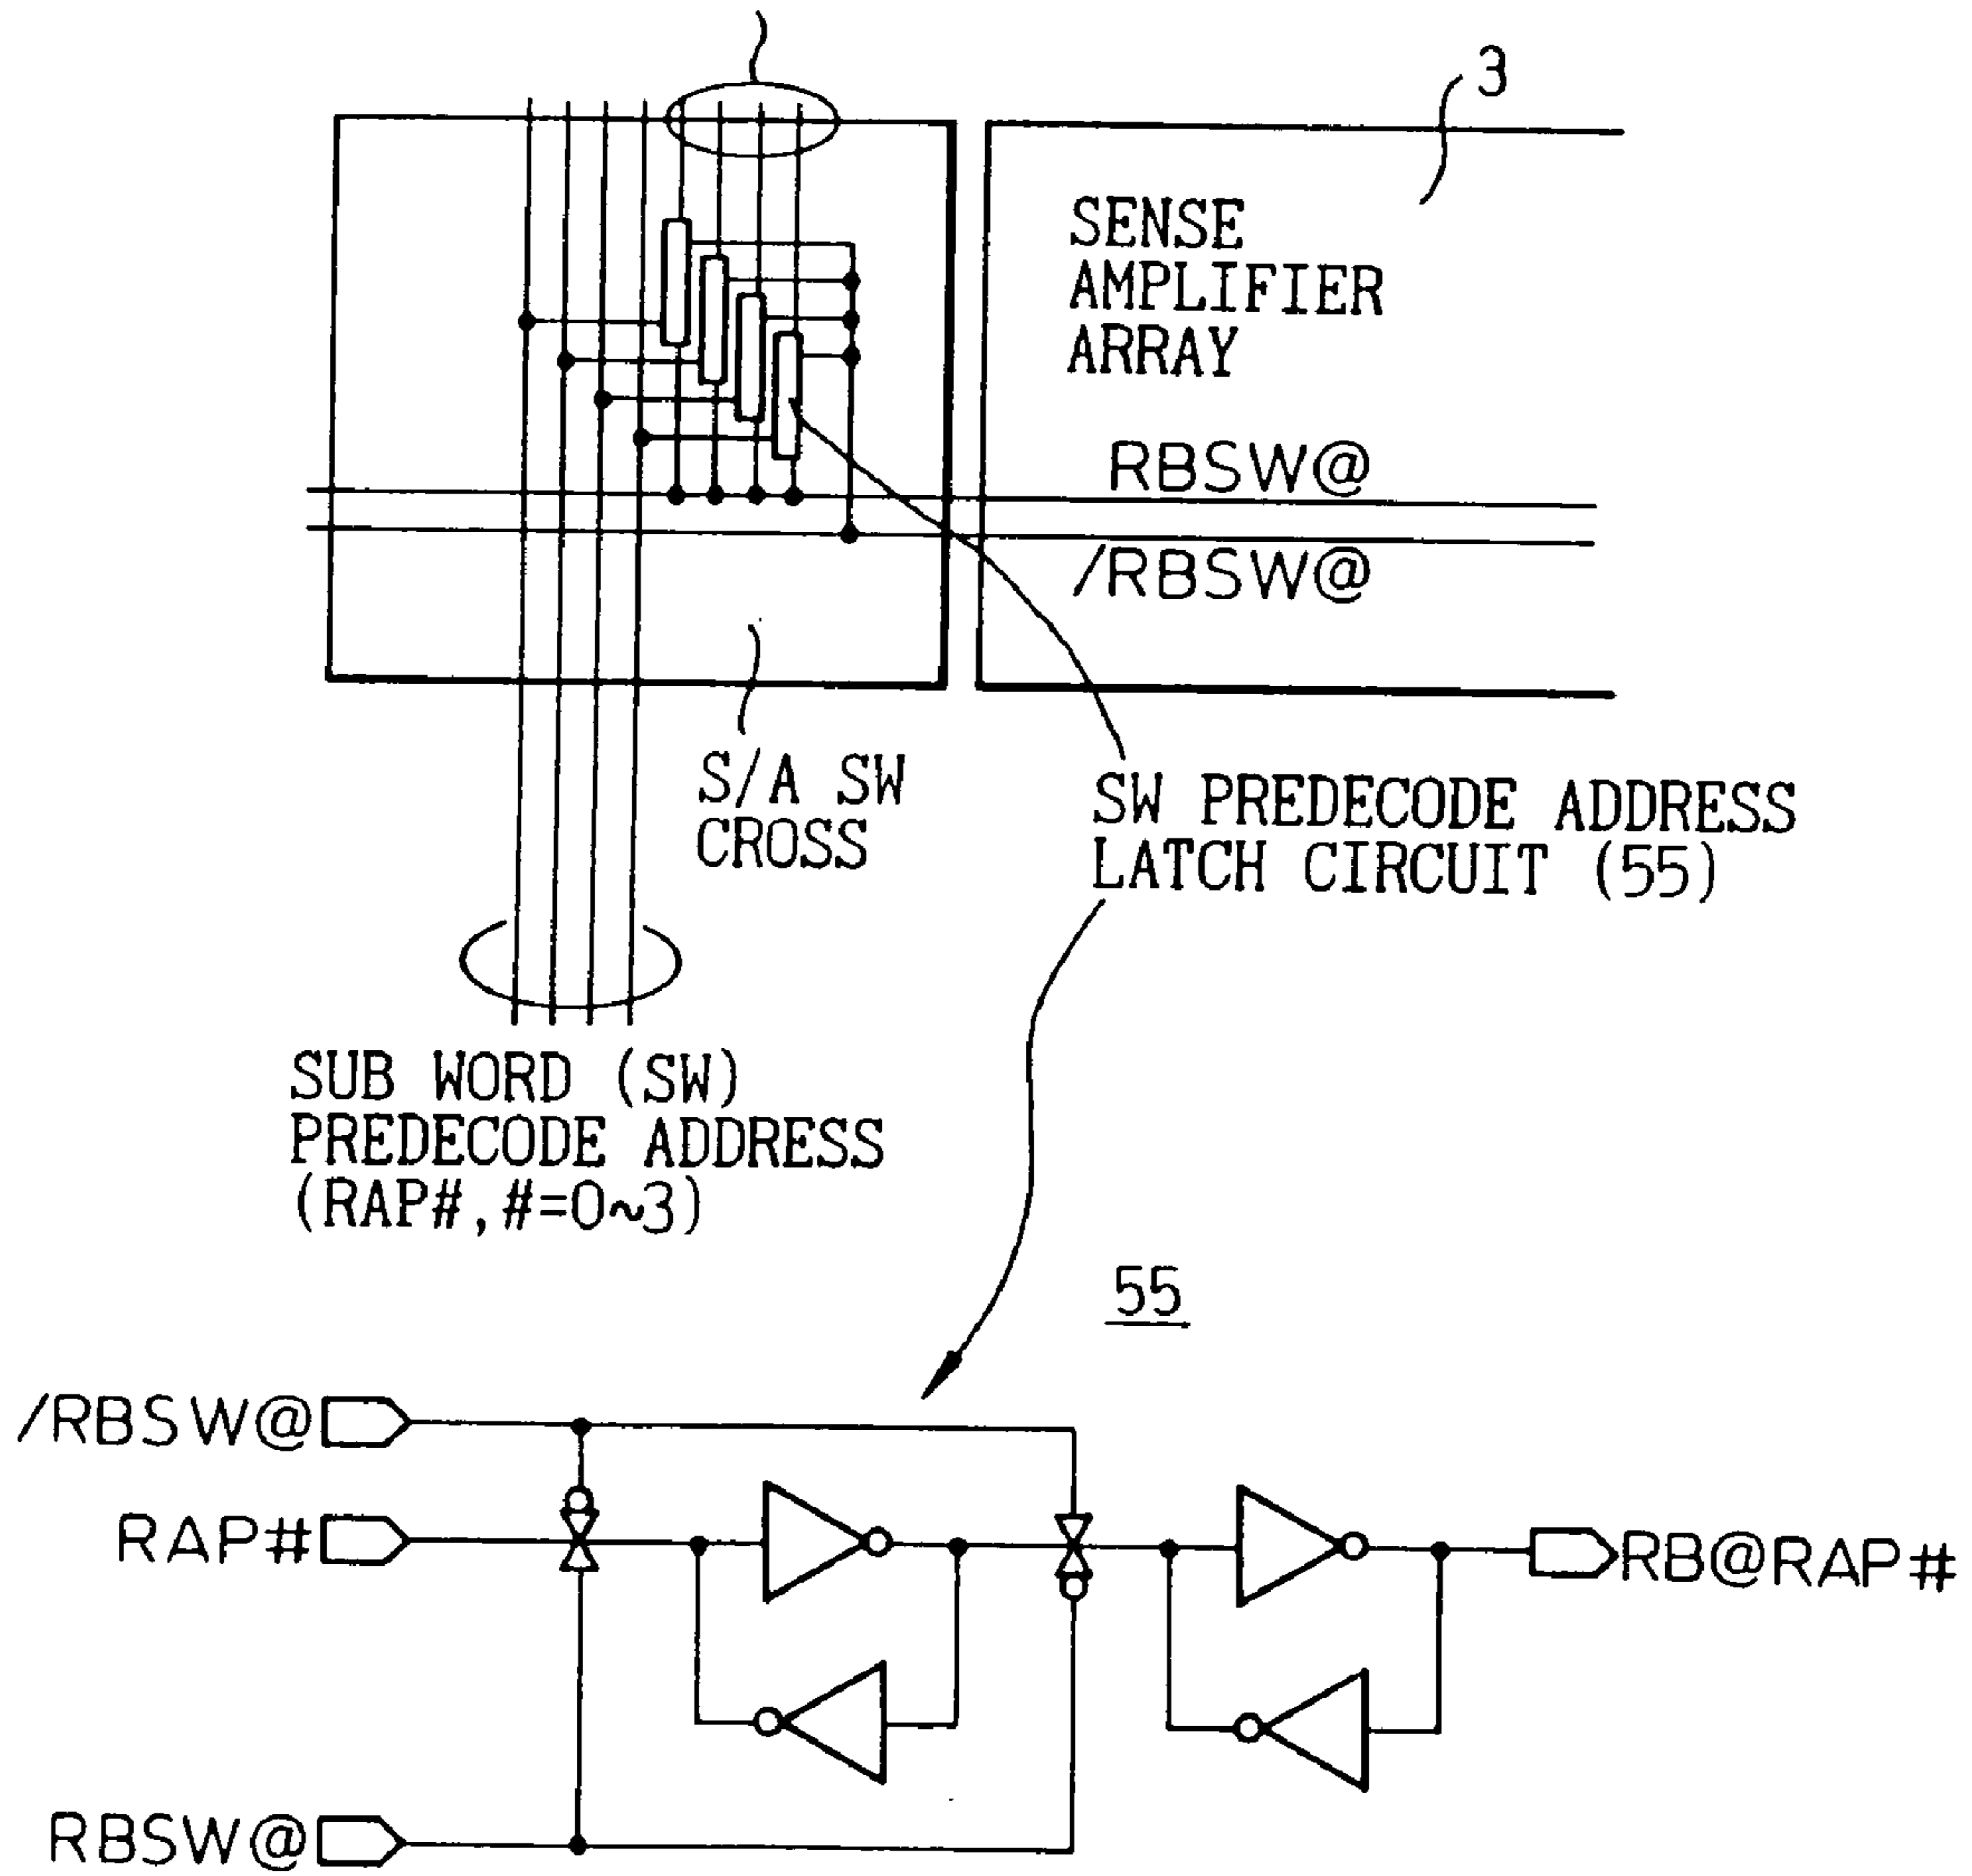 3
SENSE
AMPLIFIER
ARRAY
RBSW@
/RBSW@
S/A SW
CROSS
SW PREDECODE ADDRESS
LATCH CIRCUIT (55)
SUB WORD (SW)
PREDECODE ADDRESS
(RAP#,#=0~3)
55
/RBSW@
RAP#
RB@RAP#
RBSW@